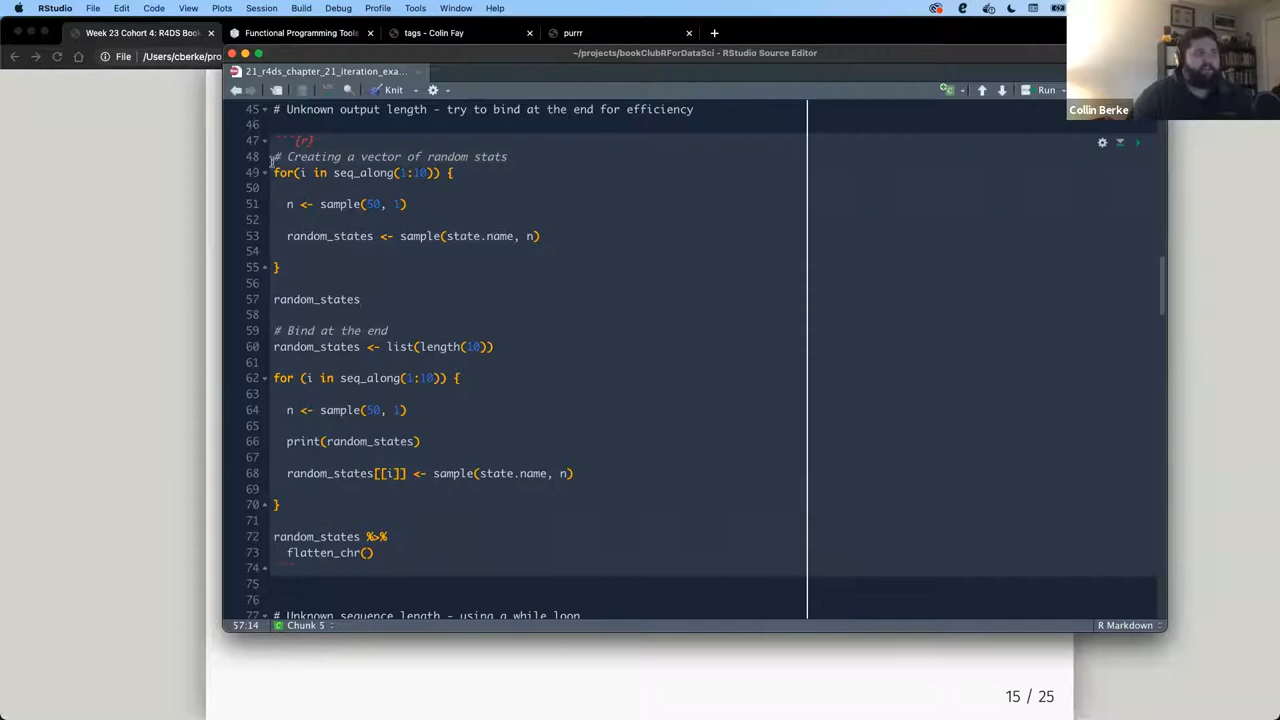 RStudio File Edit Code View Plots Session Build Debug Profile Tools Window Help
Week 23 Cohort 4: R4DS Boo
Functional Programming Tools
tags - Colin Fay
purrr
File /Users/cberke/pro
~/projects/bookClubRForDataSci - RStudio Source Editor
21_r4ds_chapter_21_iteration_exa...
Knit
Run
Collin Berke
45 # Unknown output length - try to bind at the end for efficiency
46
47 ```{r}
48 # Creating a vector of random stats
49 for(i in seq_along(1:10)) {
50
51 n <- sample(50, 1)
52
53 random_states <- sample(state.name, n)
54
55 }
56
57 random_states
58
59 # Bind at the end
60 random_states <- list(length(10))
61
62 for (i in seq_along(1:10)) {
63
64 n <- sample(50, 1)
65
66 print(random_states)
67
68 random_states[[i]] <- sample(state.name, n)
69
70 }
71
72 random_states %>%
73 flatten_chr()
74 ```
75
76
77 # Unknown sequence length - using a while loop
57:14 Chunk 5
R Markdown
15 / 25